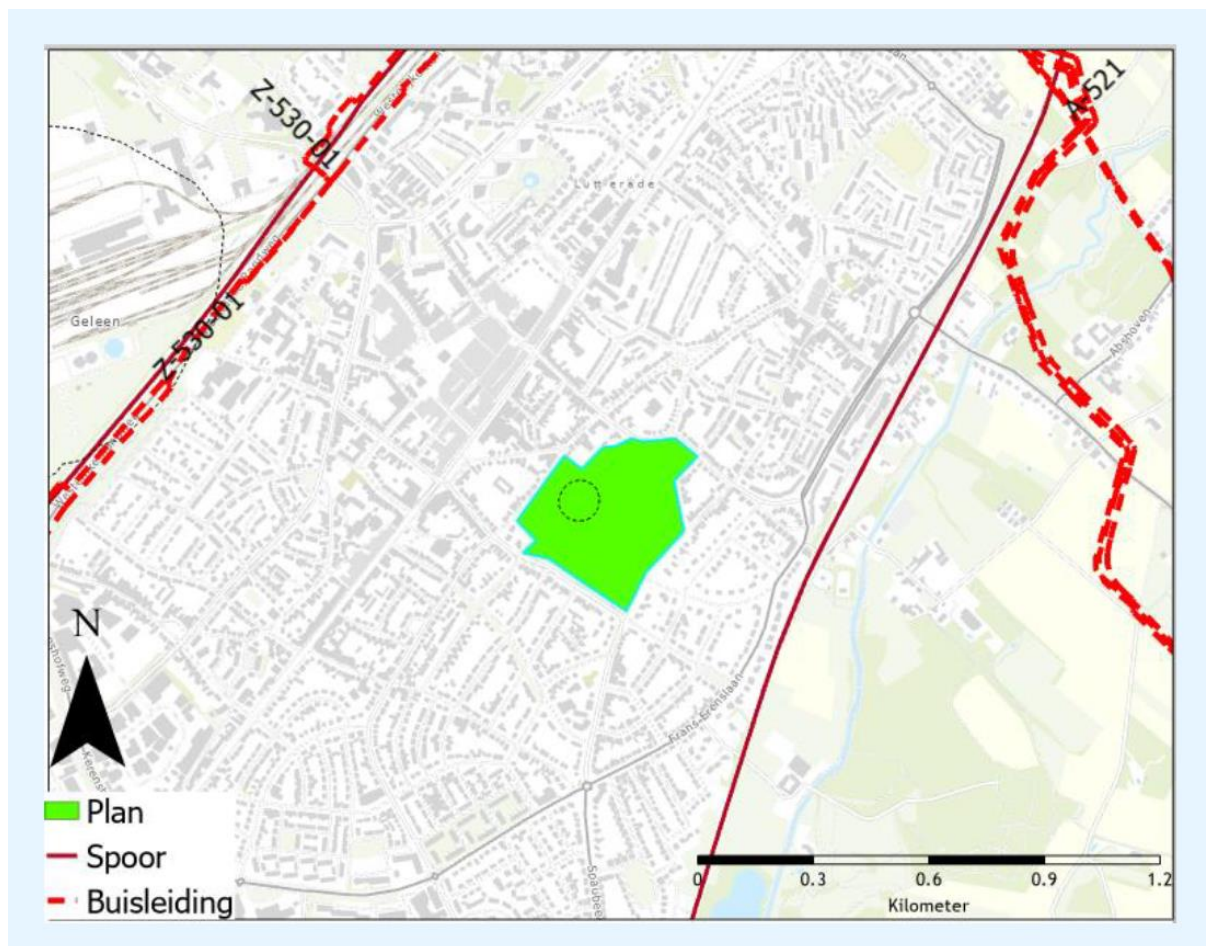 Z-530-01
A-521
Lutterade
Randweg
Z-530-01
Geleen
Abshoven
N
Frans-Erenslaan
Plan
Spoor
Buisleiding
0 0.3 0.6 0.9 1.2
Kilometer